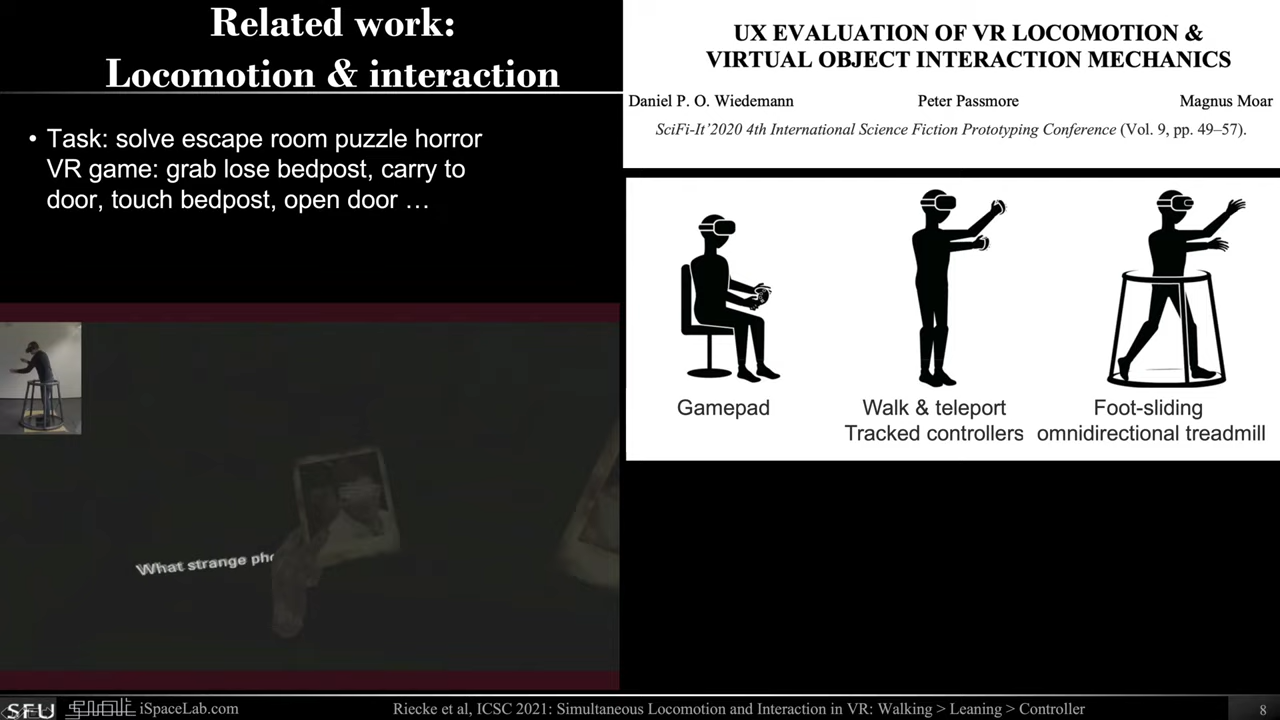 Related work:
Locomotion & interaction
• Task: solve escape room puzzle horror
VR game: grab lose bedpost, carry to
door, touch bedpost, open door …
What strange
UX EVALUATION OF VR LOCOMOTION &
VIRTUAL OBJECT INTERACTION MECHANICS
Daniel P. O. Wiedemann Peter Passmore Magnus Moar
SciFi-It'2020 4th International Science Fiction Prototyping Conference (Vol. 9, pp. 49–57).
Gamepad
Walk & teleport
Tracked controllers
Foot-sliding
omnidirectional treadmill
SFU iSpaceLab.com
Riecke et al, ICSC 2021: Simultaneous Locomotion and Interaction in VR: Walking > Leaning > Controller
8